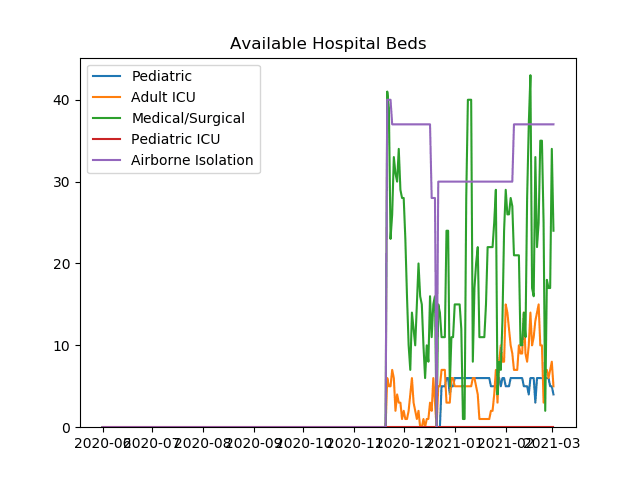 Available Hospital Beds
Pediatric
Adult ICU
Medical/Surgical
Pediatric ICU
Airborne Isolation
40
30
20
10
0
2020-06 2020-07 2020-08 2020-09 2020-10 2020-11 2020-12 2021-01 2021-02 2021-03